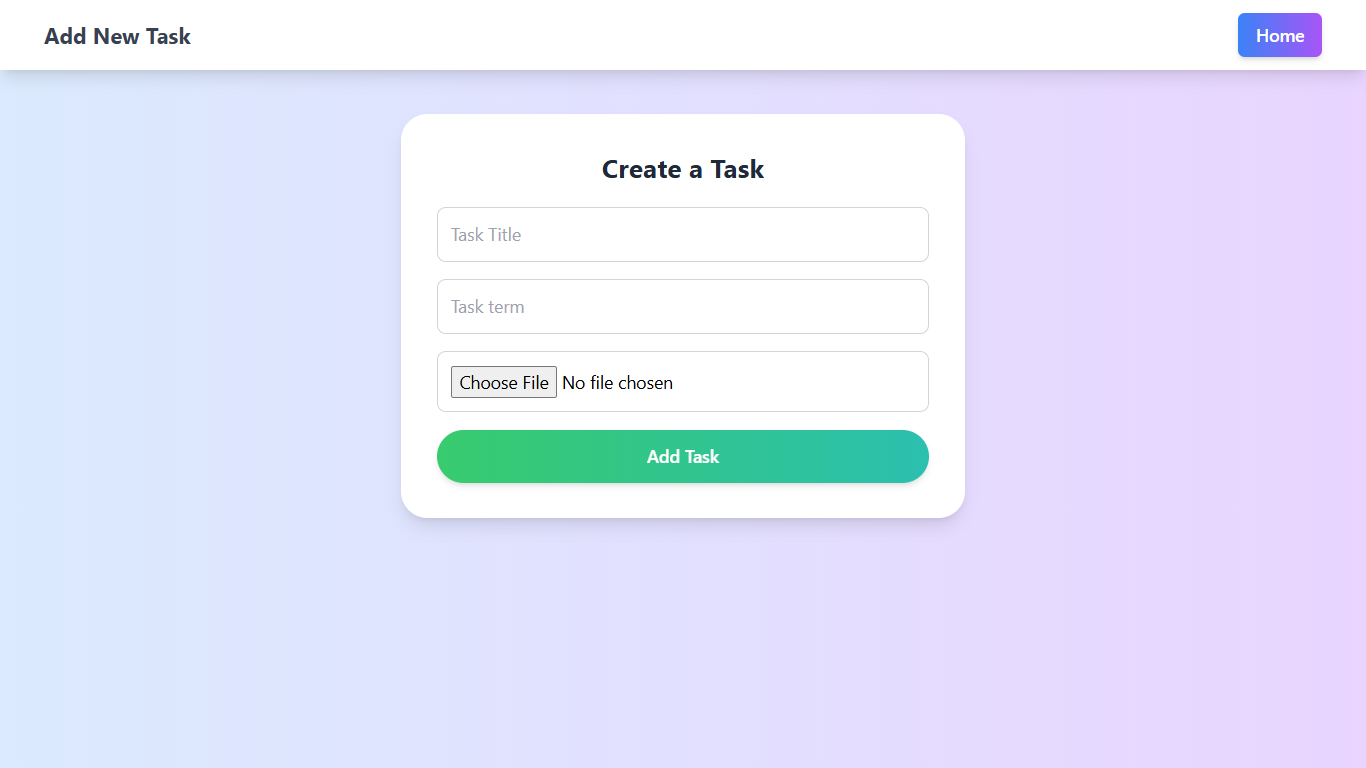 Add New Task
Home
Create a Task
Task Title
Task term
Choose File No file chosen
Add Task